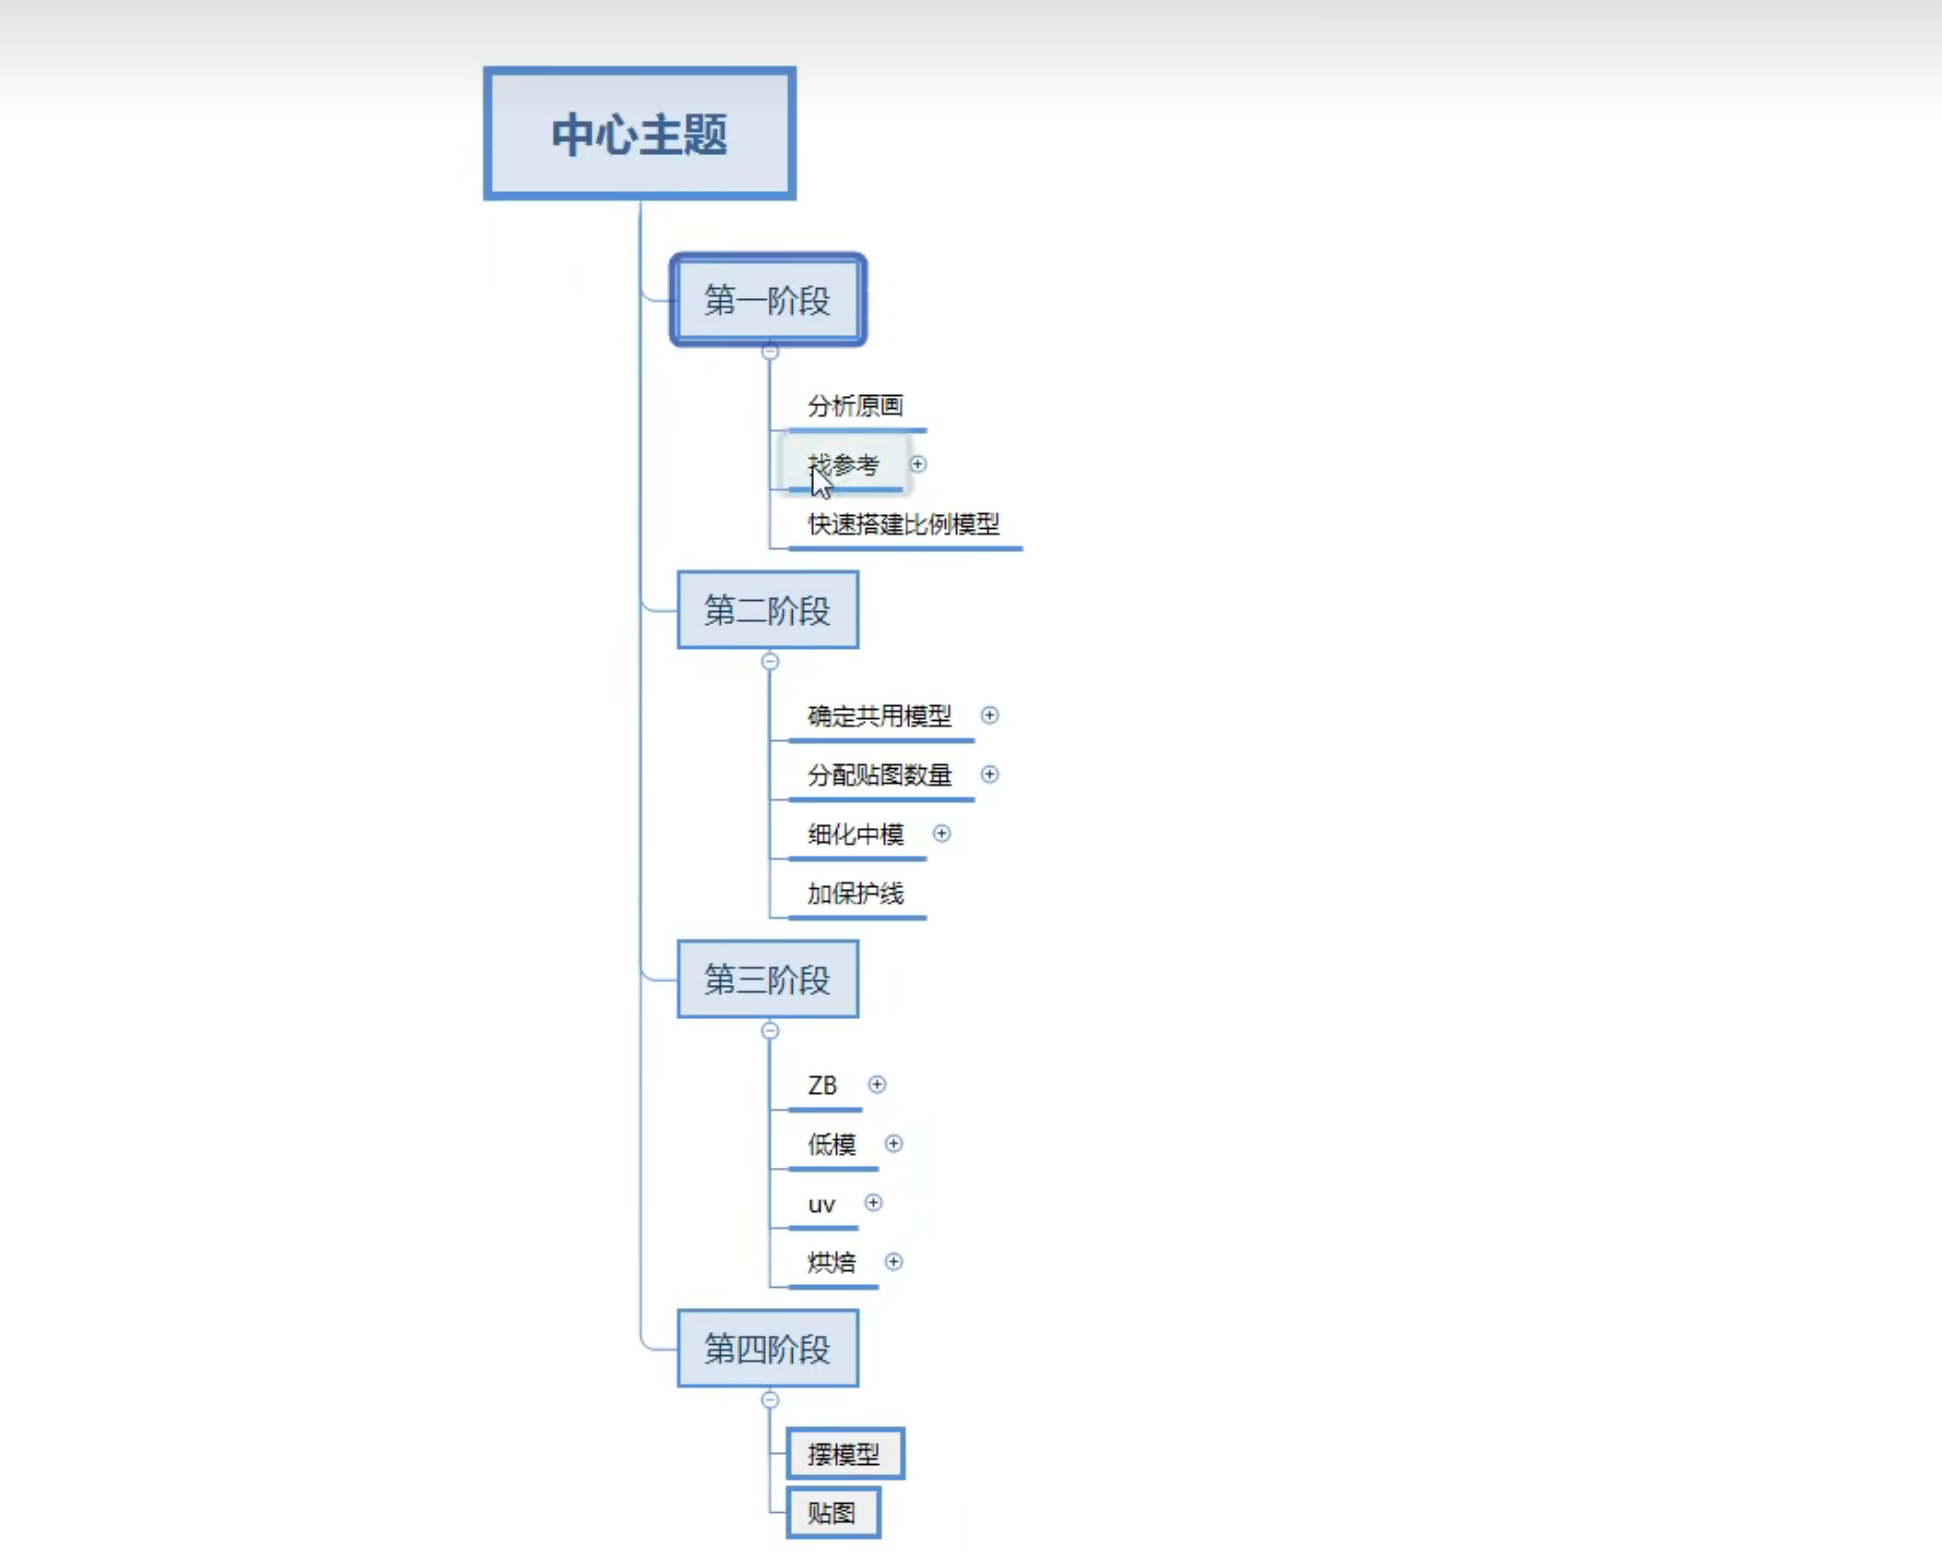 中心主题
第一阶段
分析原画
找参考
快速搭建比例模型
第二阶段
确定共用模型
分配贴图数量
细化中模
加保护线
第三阶段
ZB
低模
uv
烘焙
第四阶段
摆模型
贴图